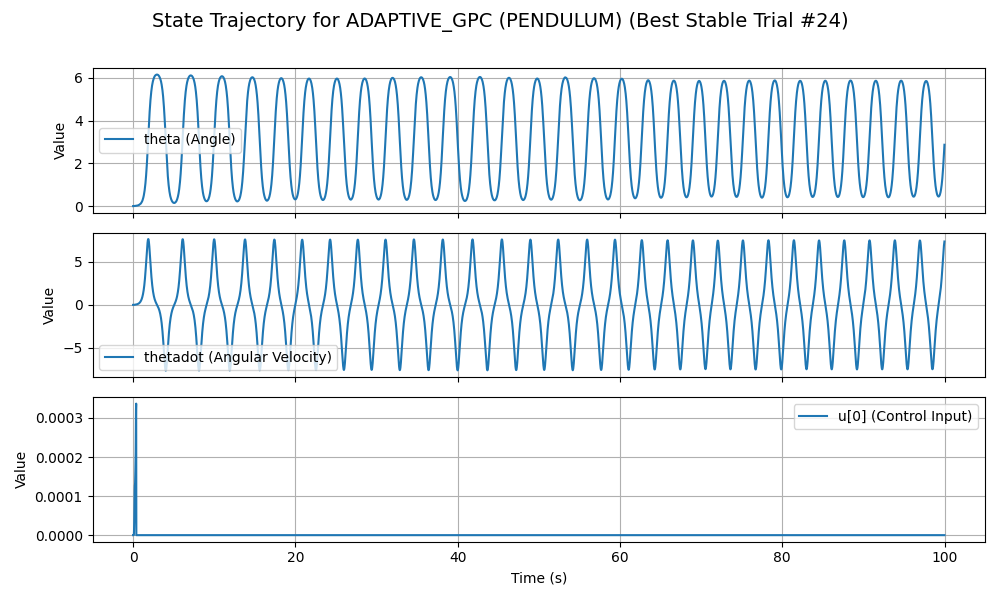 State Trajectory for ADAPTIVE_GPC (PENDULUM) (Best Stable Trial #24)
Value
6
4
2
0
theta (Angle)
Value
5
0
−5
thetadot (Angular Velocity)
Value
0.0003
0.0002
0.0001
0.0000
u[0] (Control Input)
0 20 40 60 80 100
Time (s)